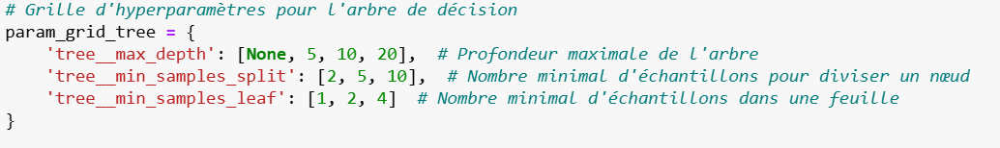 # Grille d'hyperparamètres pour l'arbre de décision
param_grid_tree = {
    'tree__max_depth': [None, 5, 10, 20],  # Profondeur maximale de l'arbre
    'tree__min_samples_split': [2, 5, 10],  # Nombre minimal d'échantillons pour diviser un nœud
    'tree__min_samples_leaf': [1, 2, 4]  # Nombre minimal d'échantillons dans une feuille
}